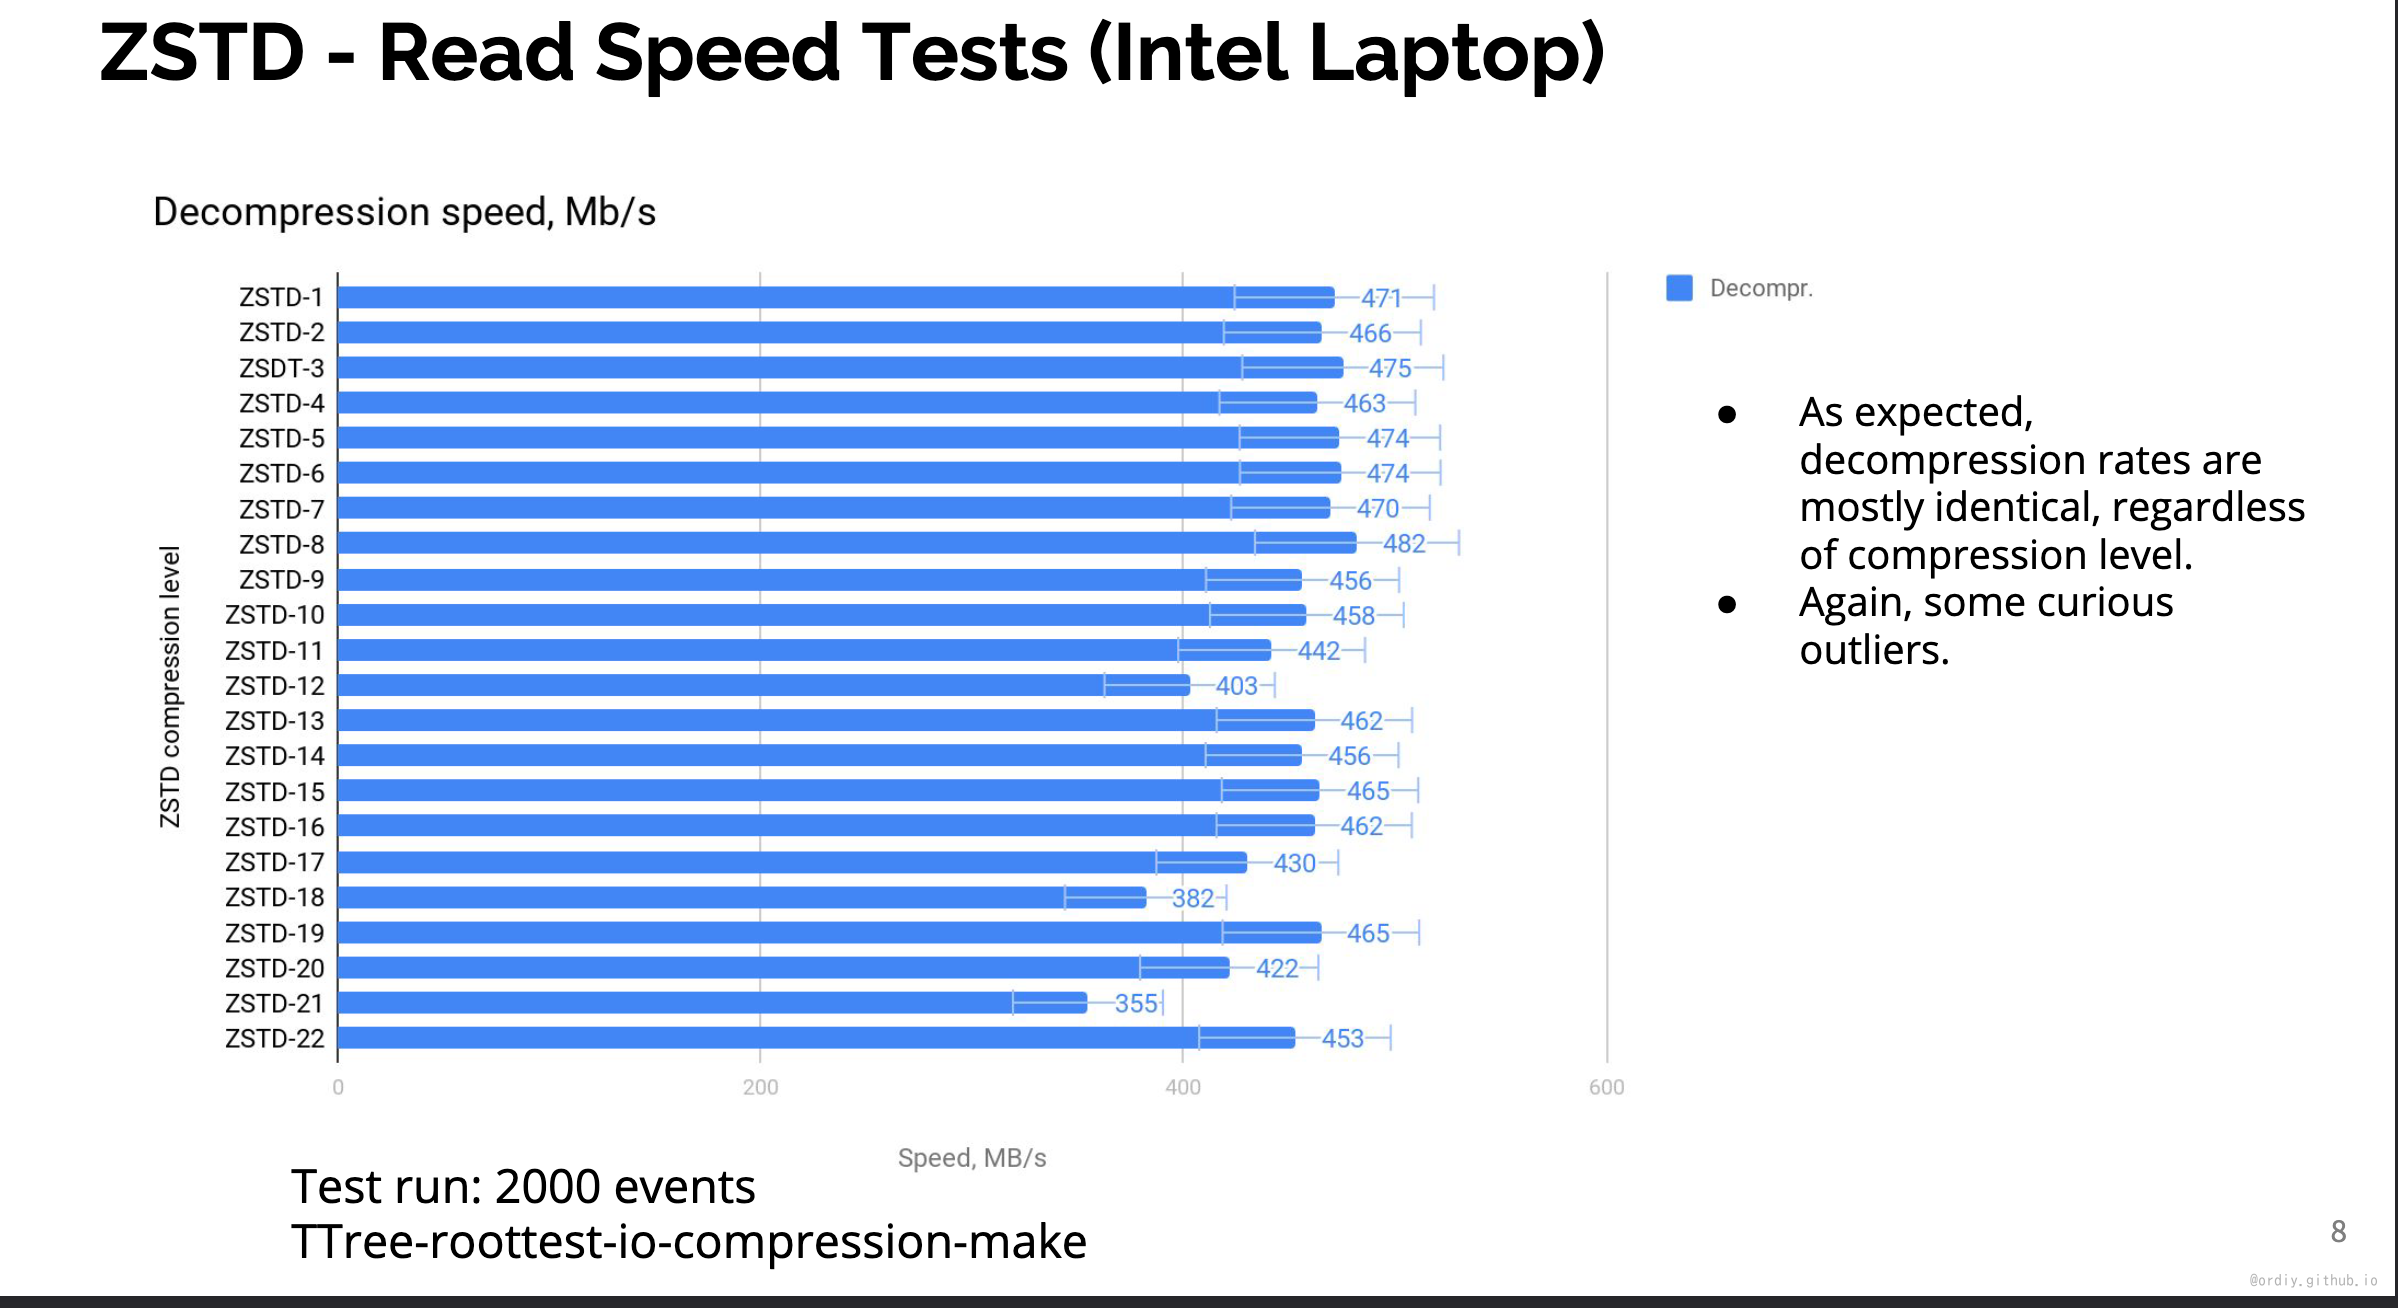 ZSTD - Read Speed Tests (Intel Laptop)
Decompression speed, Mb/s
ZSTD compression level
ZSTD-1 471
ZSTD-2 466
ZSDT-3 475
ZSTD-4 463
ZSTD-5 474
ZSTD-6 474
ZSTD-7 470
ZSTD-8 482
ZSTD-9 456
ZSTD-10 458
ZSTD-11 442
ZSTD-12 403
ZSTD-13 462
ZSTD-14 456
ZSTD-15 465
ZSTD-16 462
ZSTD-17 430
ZSTD-18 382
ZSTD-19 465
ZSTD-20 422
ZSTD-21 355
ZSTD-22 453
0 200 400 600
Speed, MB/s
Decompr.
● As expected,
decompression rates are
mostly identical, regardless
of compression level.
● Again, some curious
outliers.
Test run: 2000 events
TTree-roottest-io-compression-make
8
@ordiy.github.io